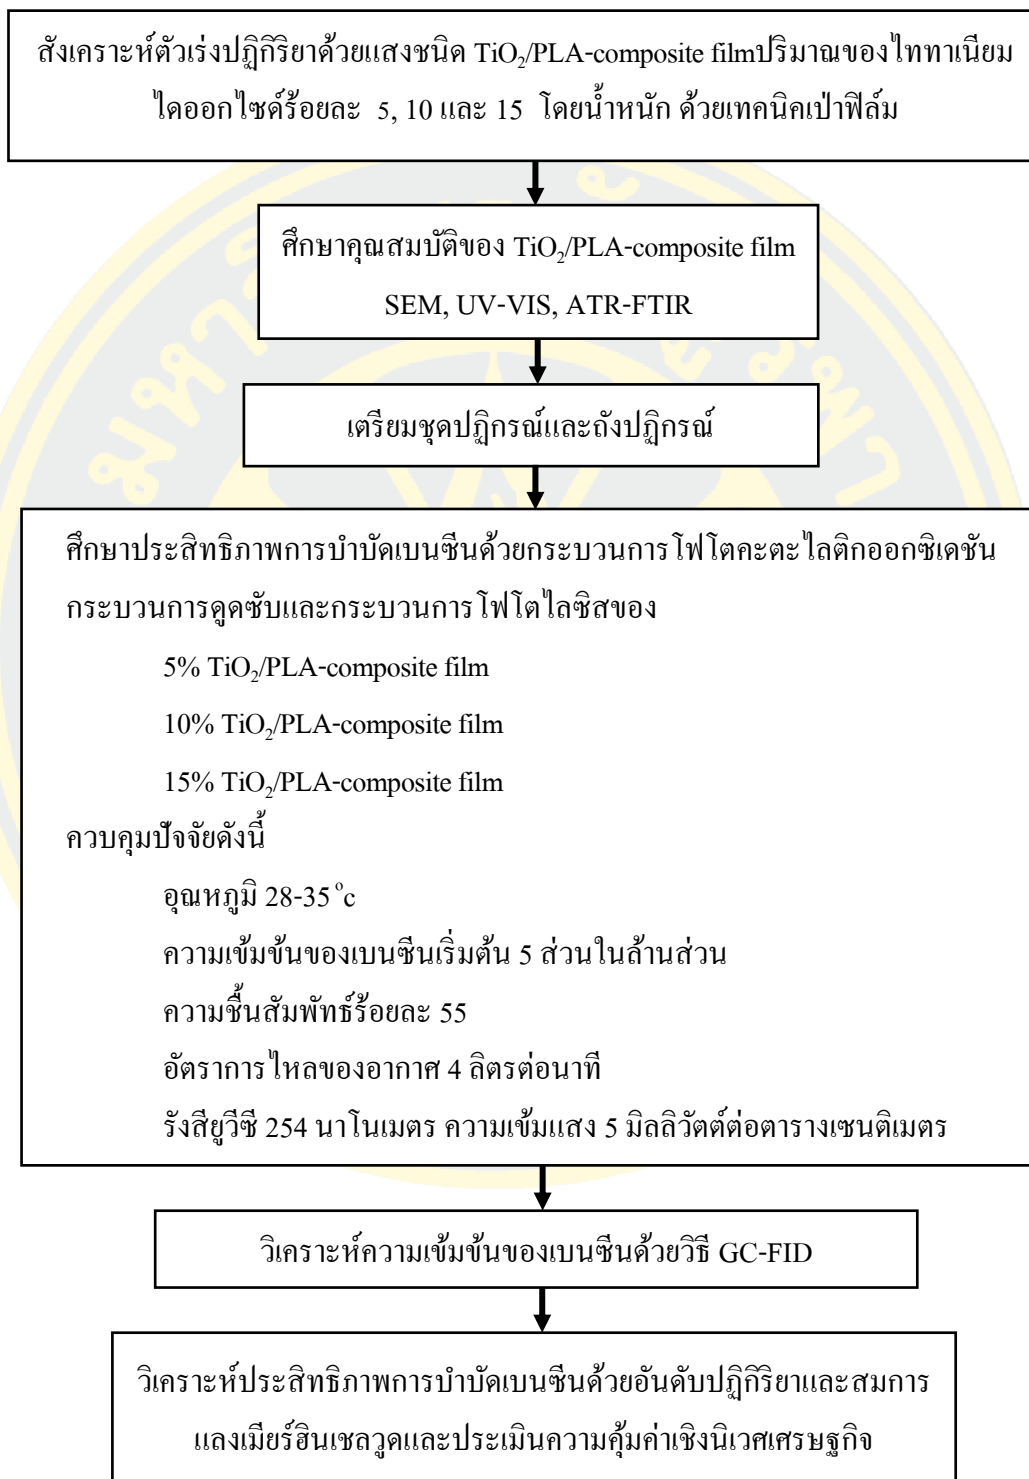 สังเคราะห์ตัวเร่งปฏิกิริยาด้วยแสงชนิด TiO₂/PLA-composite filmปริมาณของไททาเนียม
ไดออกไซด์ร้อยละ 5, 10 และ 15 โดยน้ำหนัก ด้วยเทคนิคเป่าฟิล์ม
ศึกษาคุณสมบัติของ TiO₂/PLA-composite film
SEM, UV-VIS, ATR-FTIR
เตรียมชุดปฏิกรณ์และถังปฏิกรณ์
ศึกษาประสิทธิภาพการบำบัดเบนซีนด้วยกระบวนการโฟโตคะตะไลติกออกซิเดชัน
กระบวนการดูดซับและกระบวนการโฟโตไลซิสของ
5% TiO₂/PLA-composite film
10% TiO₂/PLA-composite film
15% TiO₂/PLA-composite film
ควบคุมปัจจัยดังนี้
อุณหภูมิ 28-35 °c
ความเข้มข้นของเบนซีนเริ่มต้น 5 ส่วนในล้านส่วน
ความชื้นสัมพัทธ์ร้อยละ 55
อัตราการไหลของอากาศ 4 ลิตรต่อนาที
รังสียูวีซี 254 นาโนเมตร ความเข้มแสง 5 มิลลิวัตต์ต่อตารางเซนติเมตร
วิเคราะห์ความเข้มข้นของเบนซีนด้วยวิธี GC-FID
วิเคราะห์ประสิทธิภาพการบำบัดเบนซีนด้วยอันดับปฏิกิริยาและสมการ
แลงเมียร์ฮินเชลวูดและประเมินความคุ้มค่าเชิงนิเวศเศรษฐกิจ